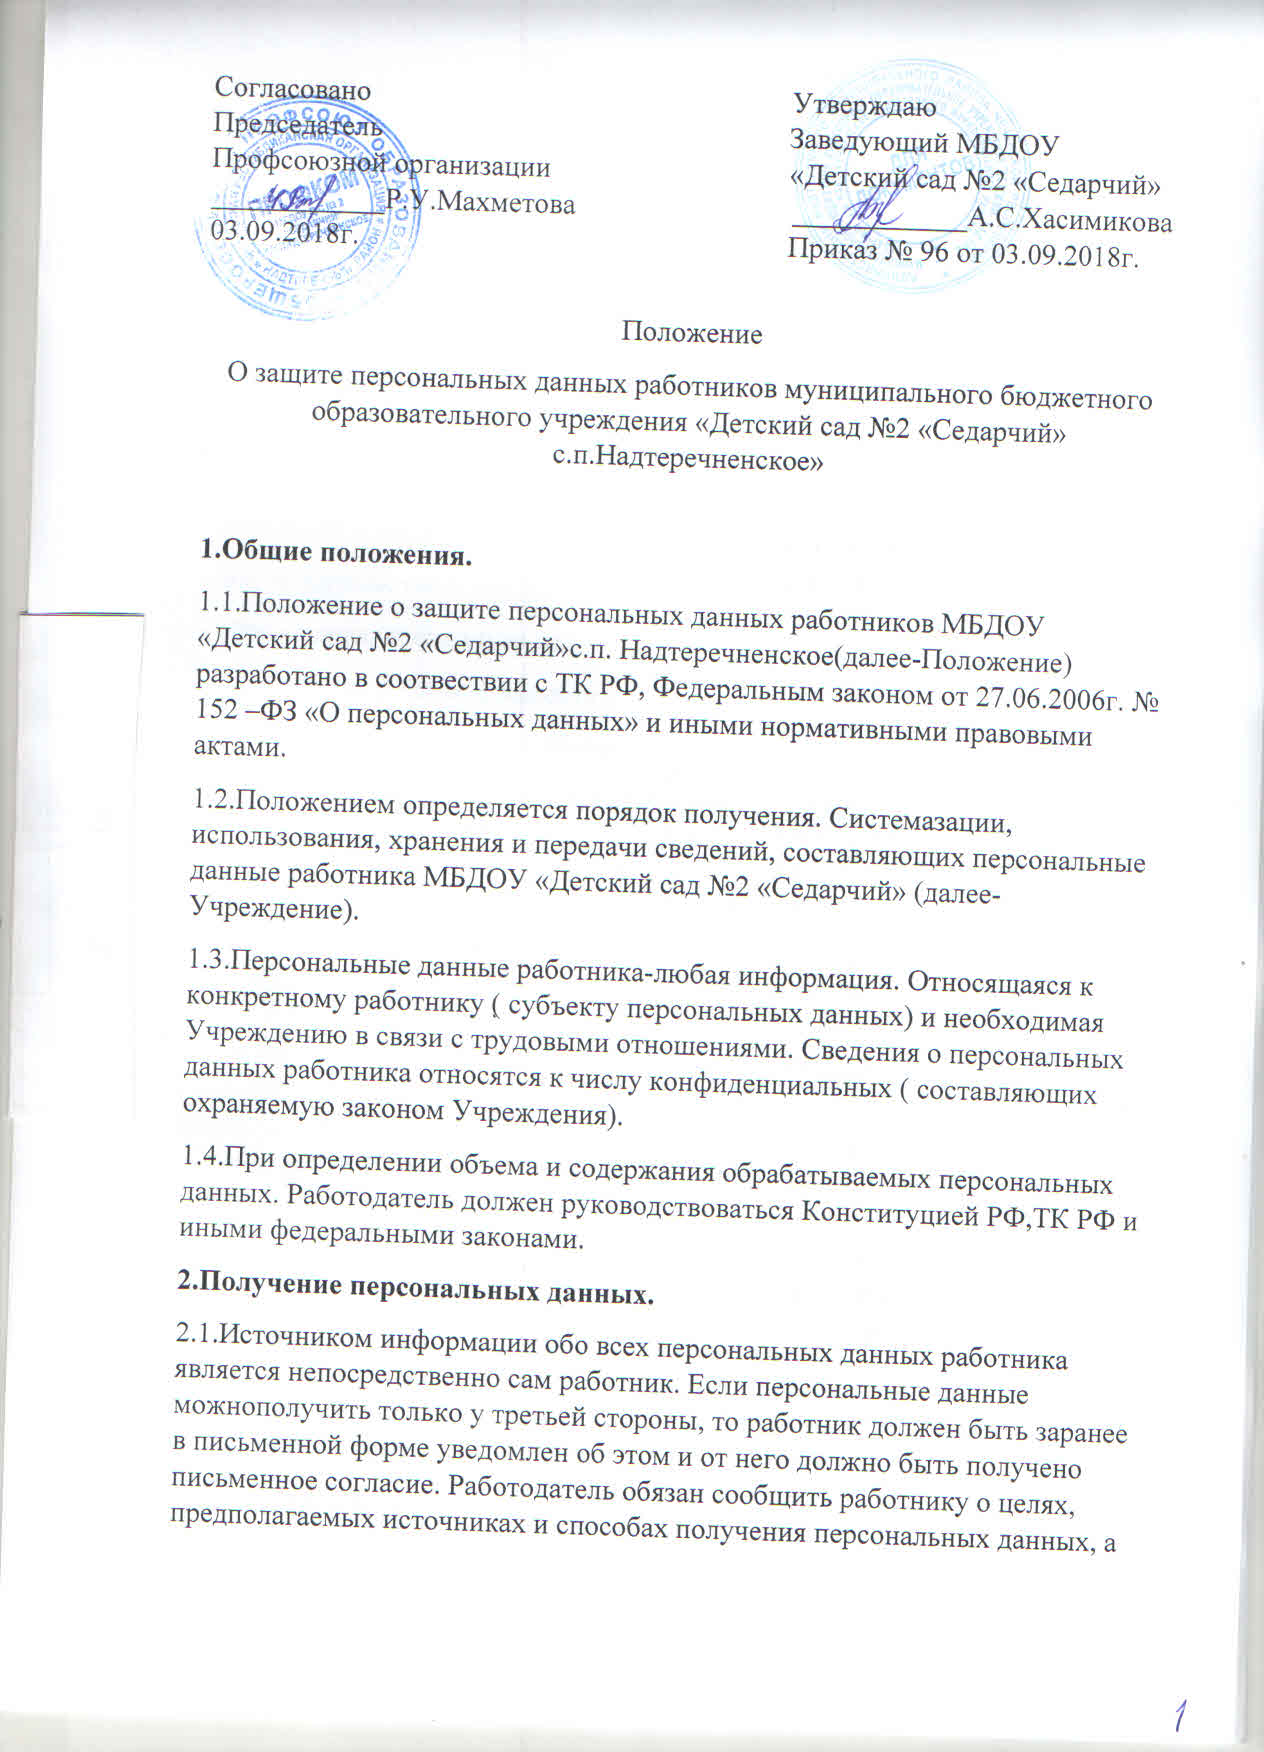 Согласовано
Председатель
Профсоюзной организации
____________Р.У.Махметова
03.09.2018г.
Утверждаю
Заведующий МБДОУ
«Детский сад №2 «Седарчий»
____________А.С.Хасимикова
Приказ № 96 от 03.09.2018г.
Положение
О защите персональных данных работников муниципального бюджетного
образовательного учреждения «Детский сад №2 «Седарчий»
с.п.Надтеречненское»
1.Общие положения.
1.1.Положение о защите персональных данных работников МБДОУ
«Детский сад №2 «Седарчий»с.п. Надтеречненское(далее-Положение)
разработано в соотвествии с ТК РФ, Федеральным законом от 27.06.2006г. №
152 –ФЗ «О персональных данных» и иными нормативными правовыми
актами.
1.2.Положением определяется порядок получения. Системазации,
использования, хранения и передачи сведений, составляющих персональные
данные работника МБДОУ «Детский сад №2 «Седарчий» (далее-
Учреждение).
1.3.Персональные данные работника-любая информация. Относящаяся к
конкретному работнику ( субъекту персональных данных) и необходимая
Учреждению в связи с трудовыми отношениями. Сведения о персональных
данных работника относятся к числу конфиденциальных ( составляющих
охраняемую законом Учреждения).
1.4.При определении объема и содержания обрабатываемых персональных
данных. Работодатель должен руководствоваться Конституцией РФ,ТК РФ и
иными федеральными законами.
2.Получение персональных данных.
2.1.Источником информации обо всех персональных данных работника
является непосредственно сам работник. Если персональные данные
можнополучить только у третьей стороны, то работник должен быть заранее
в письменной форме уведомлен об этом и от него должно быть получено
письменное согласие. Работодатель обязан сообщить работнику о целях,
предполагаемых источниках и способах получения персональных данных, а
1